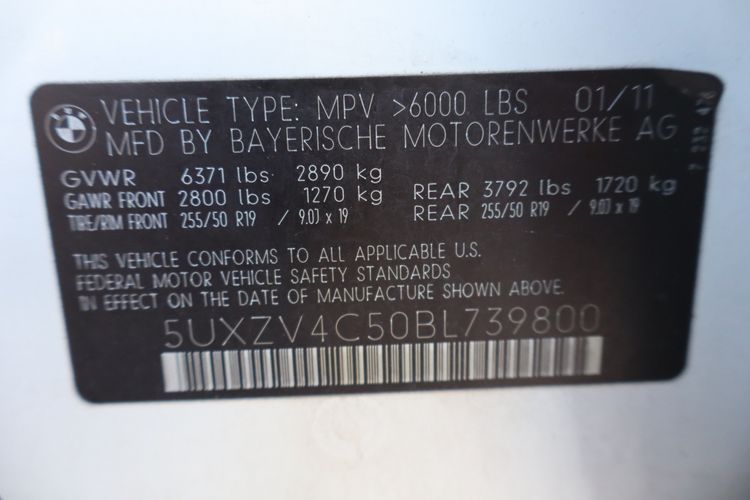 BMW
VEHICLE TYPE: MPV >6000 LBS 01/11
MFD BY BAYERISCHE MOTORENWERKE AG
GVWR 6371 lbs 2890 kg
GAWR FRONT 2800 lbs 1270 kg REAR 3792 lbs 1720 kg
TIRE/RIM FRONT 255/50 R19 / 9.0J x 19 REAR 255/50 R19 / 9.0J x 19
THIS VEHICLE CONFORMS TO ALL APPLICABLE U.S.
FEDERAL MOTOR VEHICLE SAFETY STANDARDS
IN EFFECT ON THE DATE OF MANUFACTURE SHOWN ABOVE.
5UXZV4C50BL739800